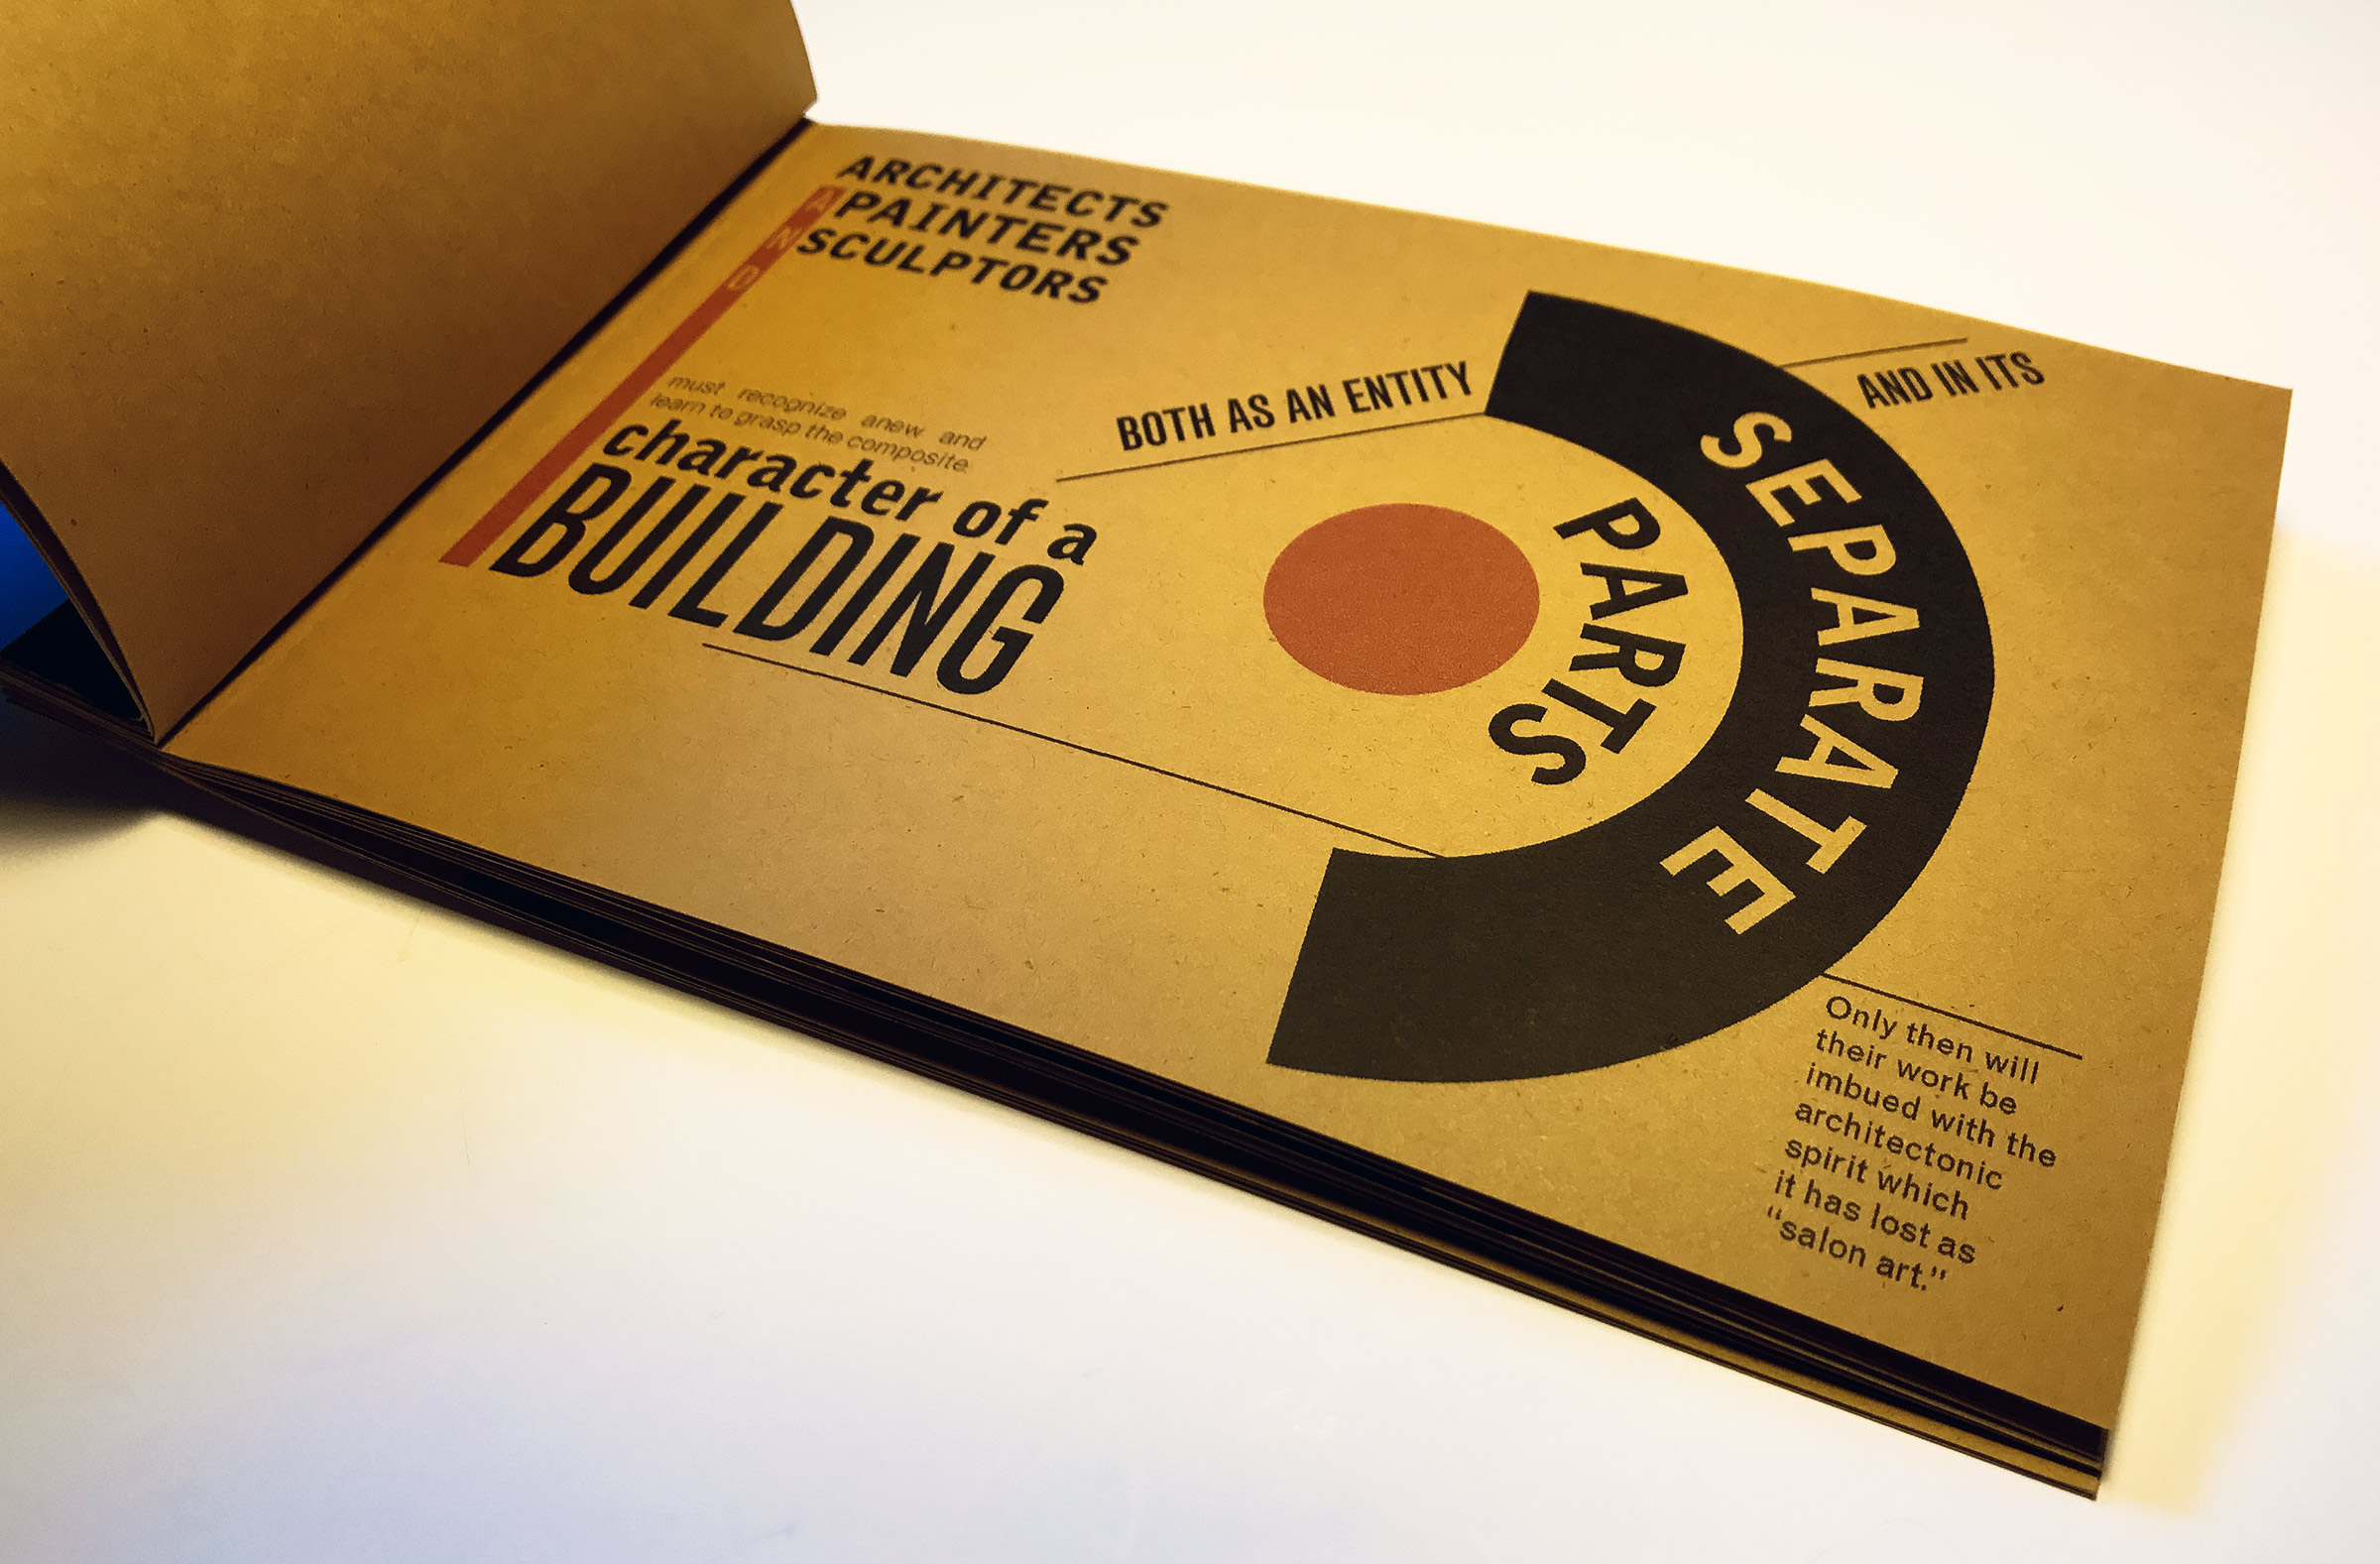 ARCHITECTS
PAINTERS
AND
SCULPTORS
must recognize anew and
learn to grasp the composite
character of a
BUILDING
BOTH AS AN ENTITY
AND IN ITS
SEPARATE
PARTS
Only then will
their work be
imbued with the
architectonic
spirit which
it has lost as
“salon art.”